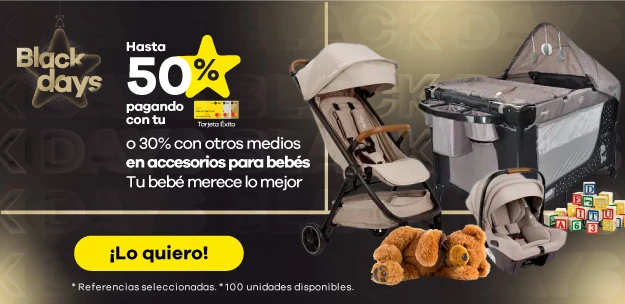 Black
days
Hasta
50%
pagando
con tu
Tarjeta Éxito
o 30% con otros medios
en accesorios para bebés
Tu bebé merece lo mejor
¡Lo quiero!
* Referencias seleccionadas. * 100 unidades disponibles.